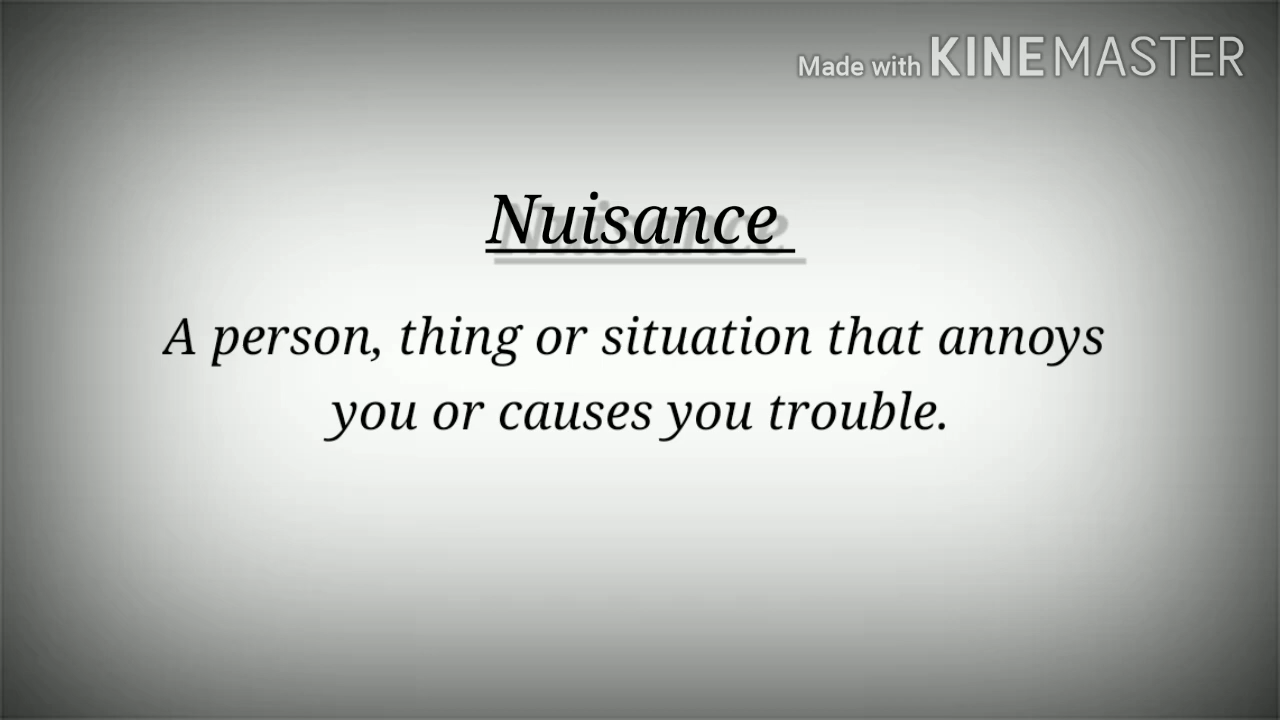 Made with KINEMASTER
Nuisance
A person, thing or situation that annoys
you or causes you trouble.